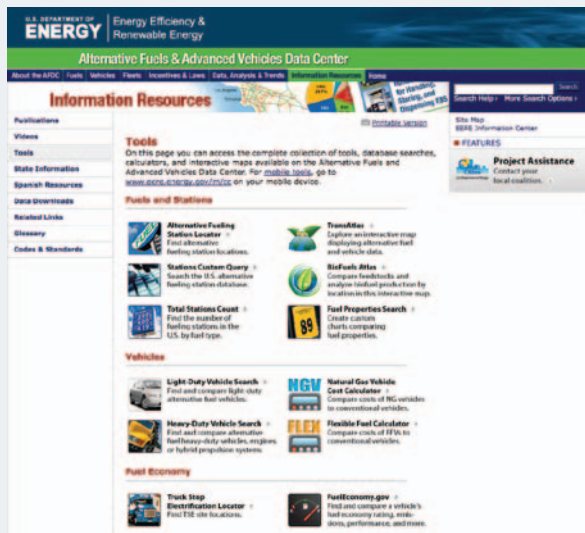 U.S. DEPARTMENT OF
ENERGY
Energy Efficiency &
Renewable Energy
Alternative Fuels & Advanced Vehicles Data Center
About the AFDC
Fuels
Vehicles
Fleets
Incentives & Laws
Data, Analysis & Trends
Information Resources
Home
Information Resources
for Handling,
Storing, and
Dispensing E85
Search
Search Help
More Search Options
Publications
Videos
Tools
State Information
Spanish Resources
Data Downloads
Related Links
Glossary
Codes & Standards
Printable Version
Tools
On this page you can access the complete collection of tools, database searches,
calculators, and interactive maps available on the Alternative Fuels and
Advanced Vehicles Data Center. For mobile tools, go to
www.eere.energy.gov/m/cc on your mobile device.
Fuels and Stations
Alternative Fueling
Station Locator
Find alternative
fueling station locations.
TransAtlas
Explore an interactive map
displaying alternative fuel
and vehicle data.
Stations Custom Query
Search the U.S. alternative
fueling station database.
BioFuels Atlas
Compare feedstocks and
analyze biofuel production by
location in this interactive map.
Total Stations Count
Find the number of
fueling stations in the
U.S. by fuel type.
89
Fuel Properties Search
Create custom
charts comparing
fuel properties.
Vehicles
Light-Duty Vehicle Search
Find and compare light-duty
alternative fuel vehicles.
NGV
Natural Gas Vehicle
Cost Calculator
Compare costs of NG vehicles
to conventional vehicles.
Heavy-Duty Vehicle Search
Find and compare alternative
fuel heavy-duty vehicles, engines
or hybrid propulsion systems.
FLEX
Flexible Fuel Calculator
Compare costs of FFVs to
conventional vehicles.
Fuel Economy
Truck Stop
Electrification Locator
Find TSE site locations.
FuelEconomy.gov
Find and compare a vehicle's
fuel economy rating, emis-
sions, performance, and more.
Site Map
EERE Information Center
FEATURES
Project Assistance
Contact your
local coalition.